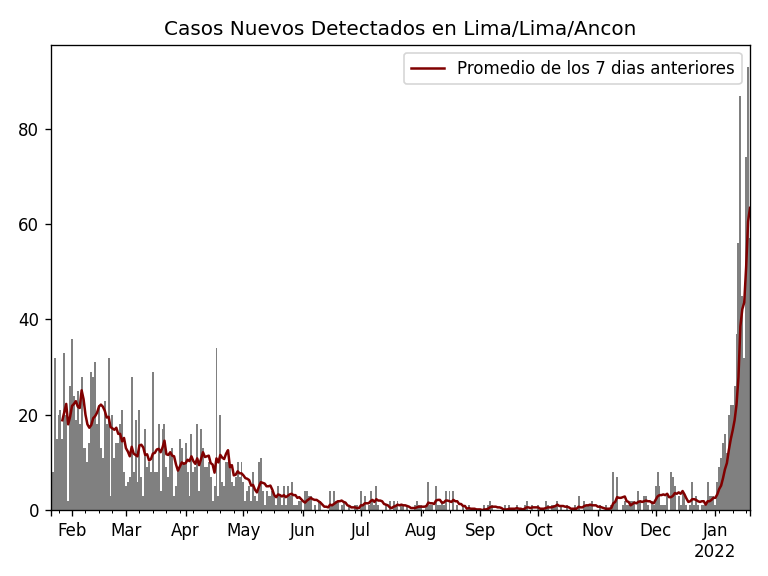 Casos Nuevos Detectados en Lima/Lima/Ancon
Promedio de los 7 dias anteriores
80
60
40
20
0
Feb Mar Apr May Jun Jul Aug Sep Oct Nov Dec Jan
2022